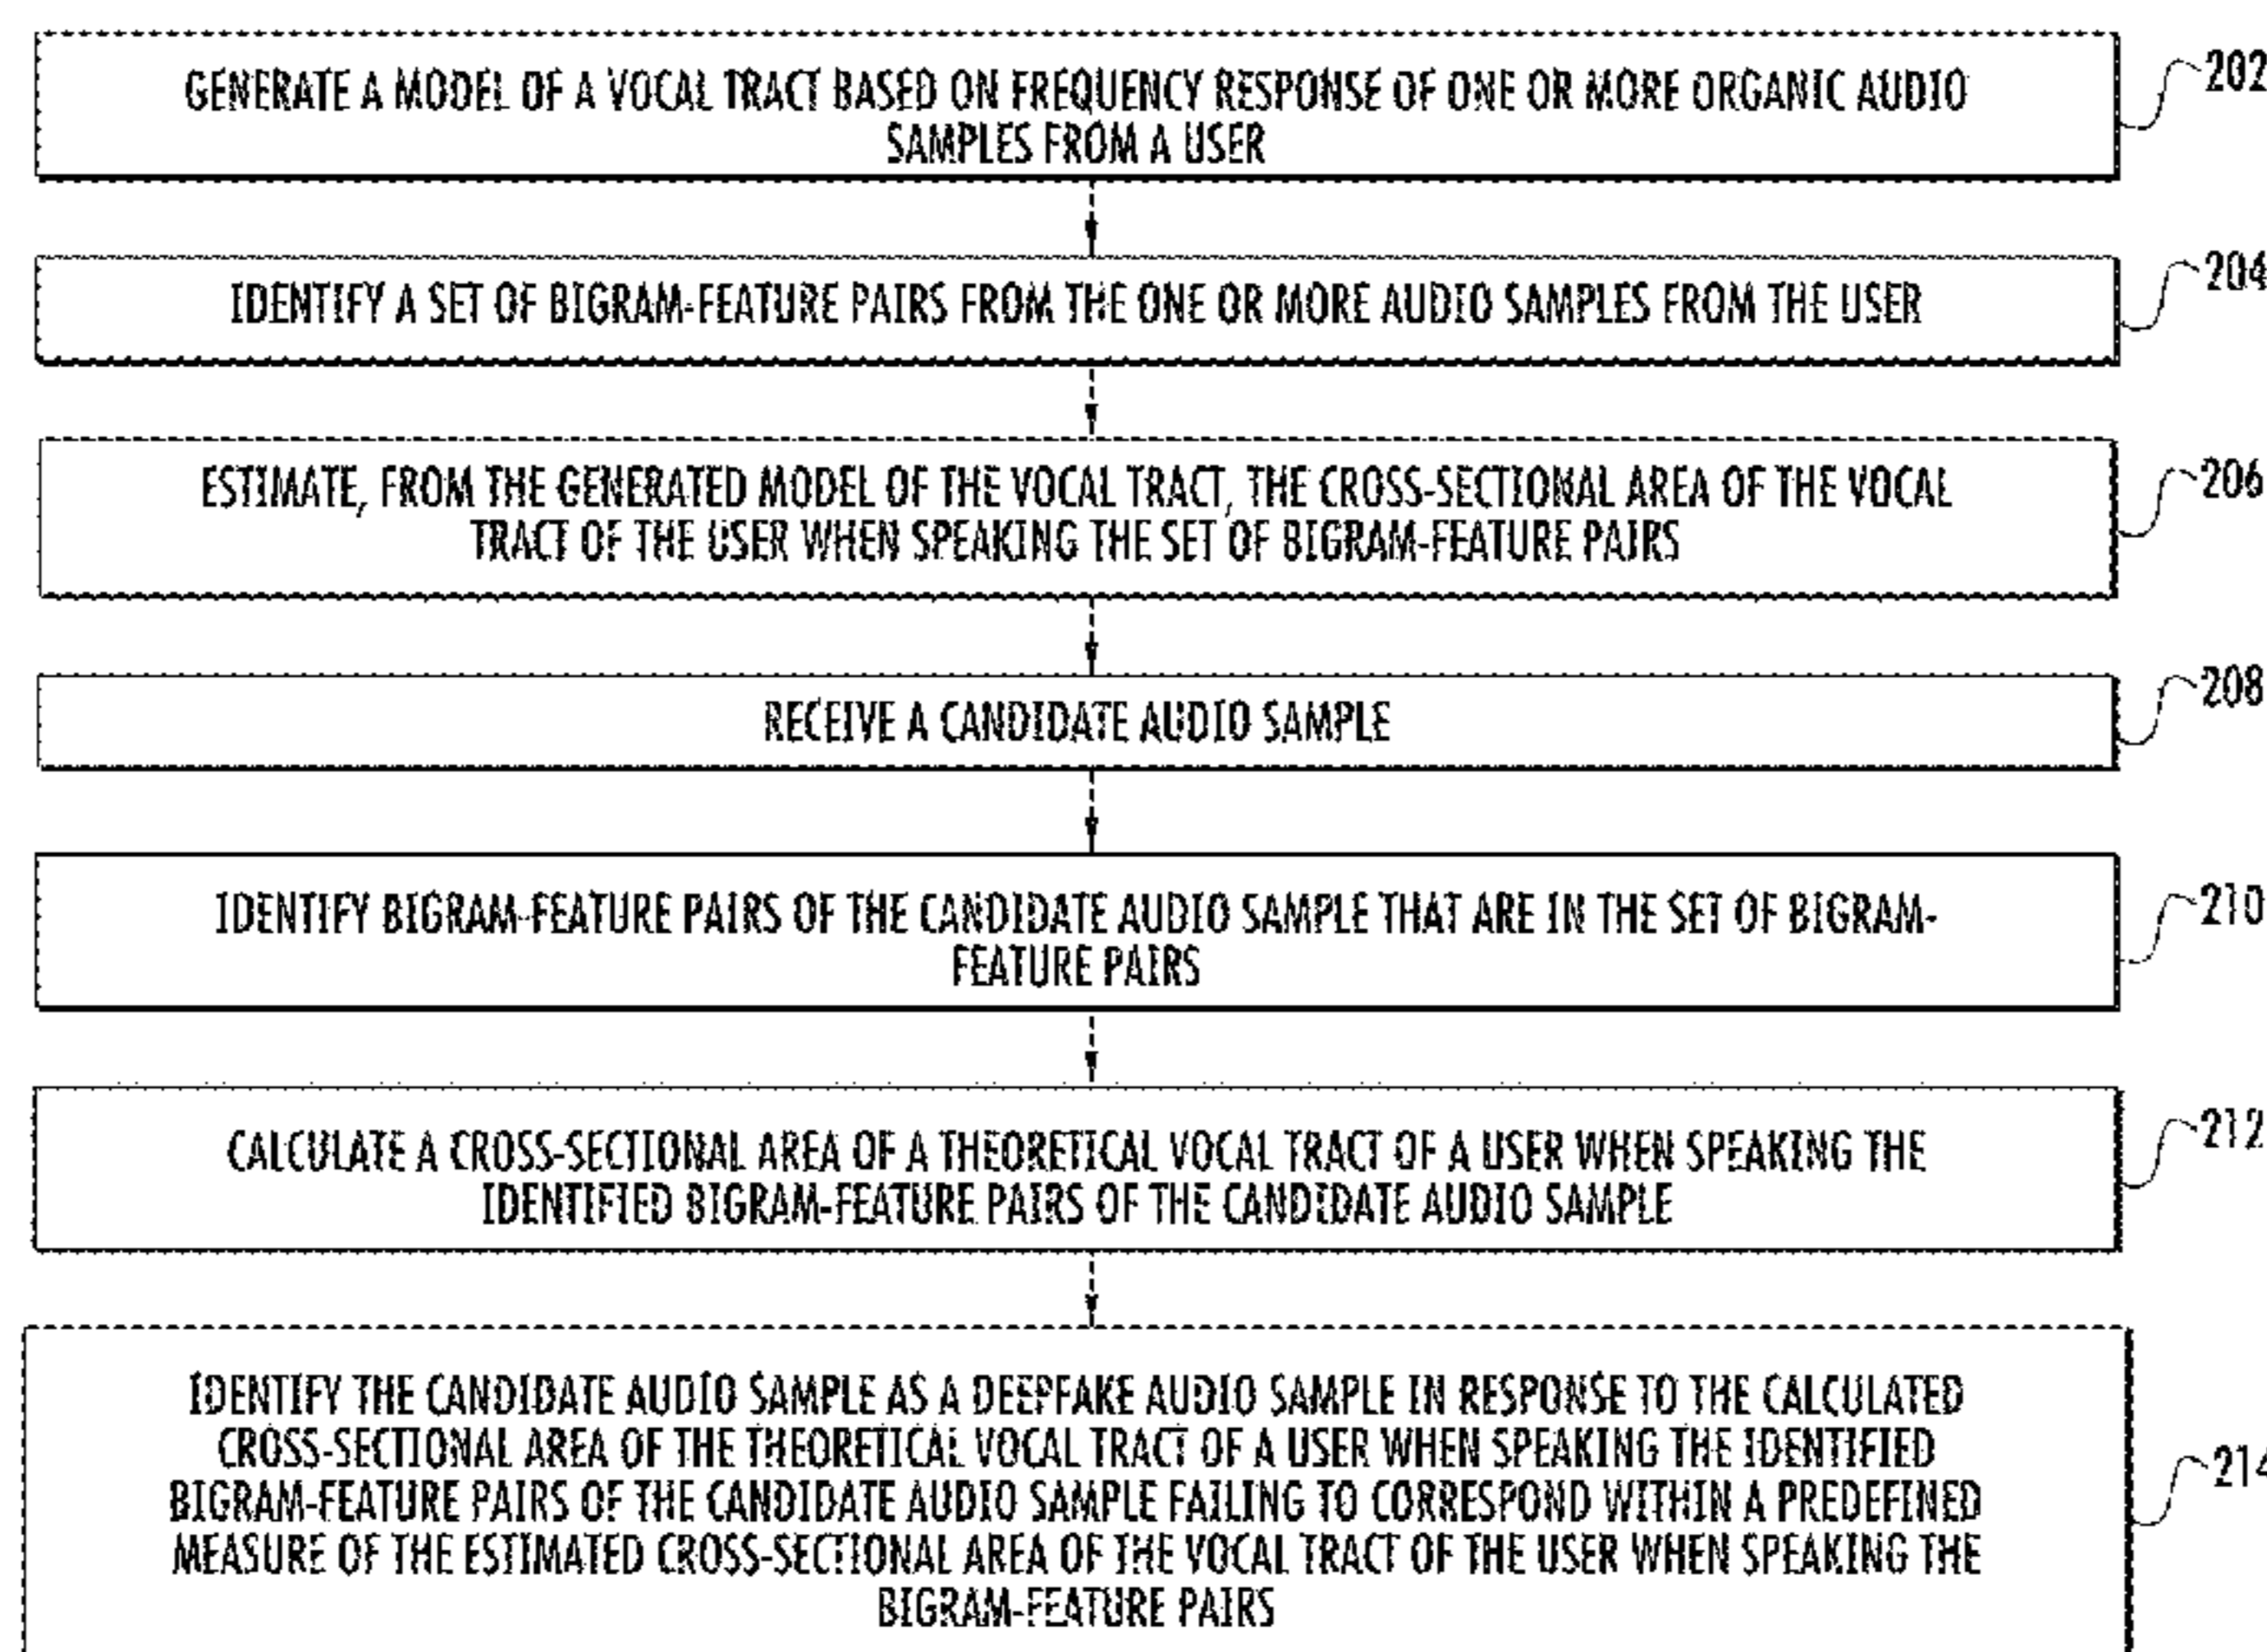 GENERATE A MODEL OF A VOCAL TRACT BASED ON FREQUENCY RESPONSE OF ONE OR MORE ORGANIC AUDIO
SAMPLES FROM A USER
202
IDENTIFY A SET OF BIGRAM-FEATURE PAIRS FROM THE ONE OR MORE AUDIO SAMPLES FROM THE USER
204
ESTIMATE, FROM THE GENERATED MODEL OF THE VOCAL TRACT, THE CROSS-SECTIONAL AREA OF THE VOCAL
TRACT OF THE USER WHEN SPEAKING THE SET OF BIGRAM-FEATURE PAIRS
206
RECEIVE A CANDIDATE AUDIO SAMPLE
208
IDENTIFY BIGRAM-FEATURE PAIRS OF THE CANDIDATE AUDIO SAMPLE THAT ARE IN THE SET OF BIGRAM-
FEATURE PAIRS
210
CALCULATE A CROSS-SECTIONAL AREA OF A THEORETICAL VOCAL TRACT OF A USER WHEN SPEAKING THE
IDENTIFIED BIGRAM-FEATURE PAIRS OF THE CANDIDATE AUDIO SAMPLE
212
IDENTIFY THE CANDIDATE AUDIO SAMPLE AS A DEEPFAKE AUDIO SAMPLE IN RESPONSE TO THE CALCULATED
CROSS-SECTIONAL AREA OF THE THEORETICAL VOCAL TRACT OF A USER WHEN SPEAKING THE IDENTIFIED
BIGRAM-FEATURE PAIRS OF THE CANDIDATE AUDIO SAMPLE FAILING TO CORRESPOND WITHIN A PREDEFINED
MEASURE OF THE ESTIMATED CROSS-SECTIONAL AREA OF THE VOCAL TRACT OF THE USER WHEN SPEAKING THE
BIGRAM-FEATURE PAIRS
214